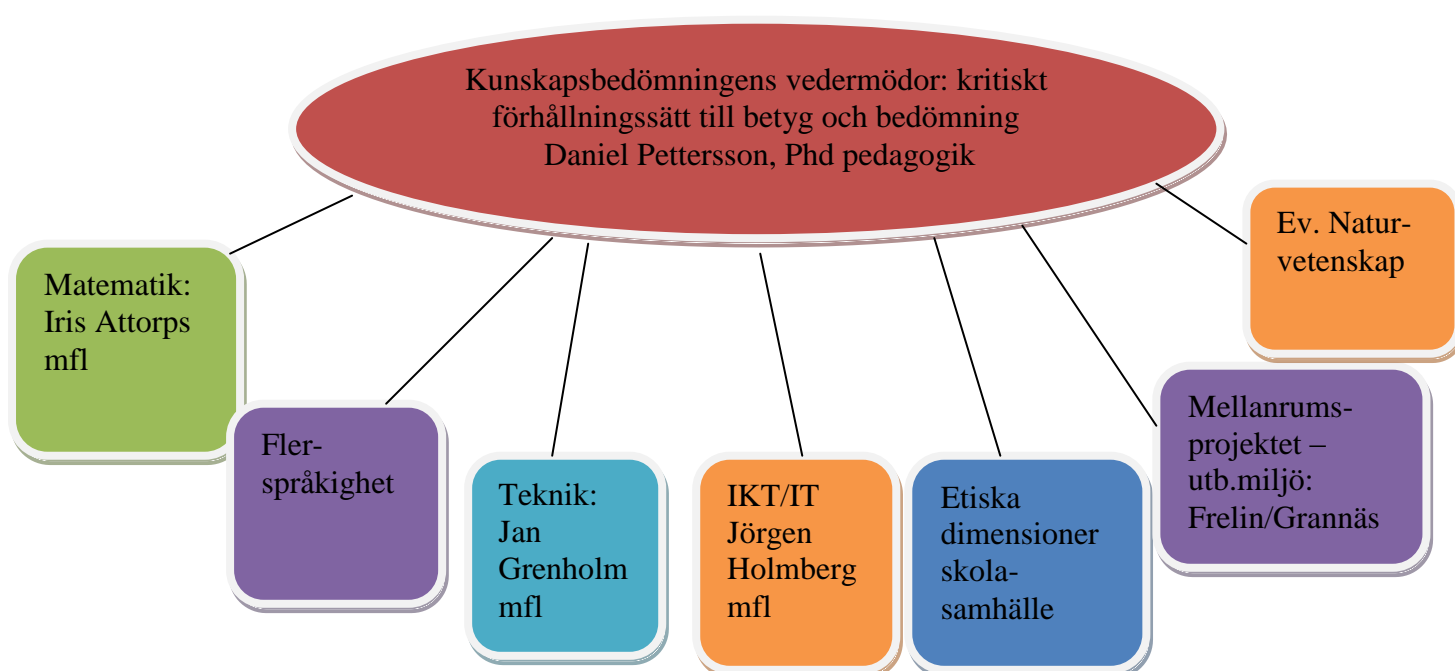 Kunskapsbedömningens vedermödor: kritiskt
förhållningssätt till betyg och bedömning
Daniel Pettersson, Phd pedagogik
Matematik:
Iris Attorps
mfl
Fler-
språkighet
Teknik:
Jan
Grenholm
mfl
IKT/IT
Jörgen
Holmberg
mfl
Etiska
dimensioner
skola-
samhälle
Mellanrums-
projektet –
utb.miljö:
Frelin/Grannäs
Ev. Natur-
vetenskap